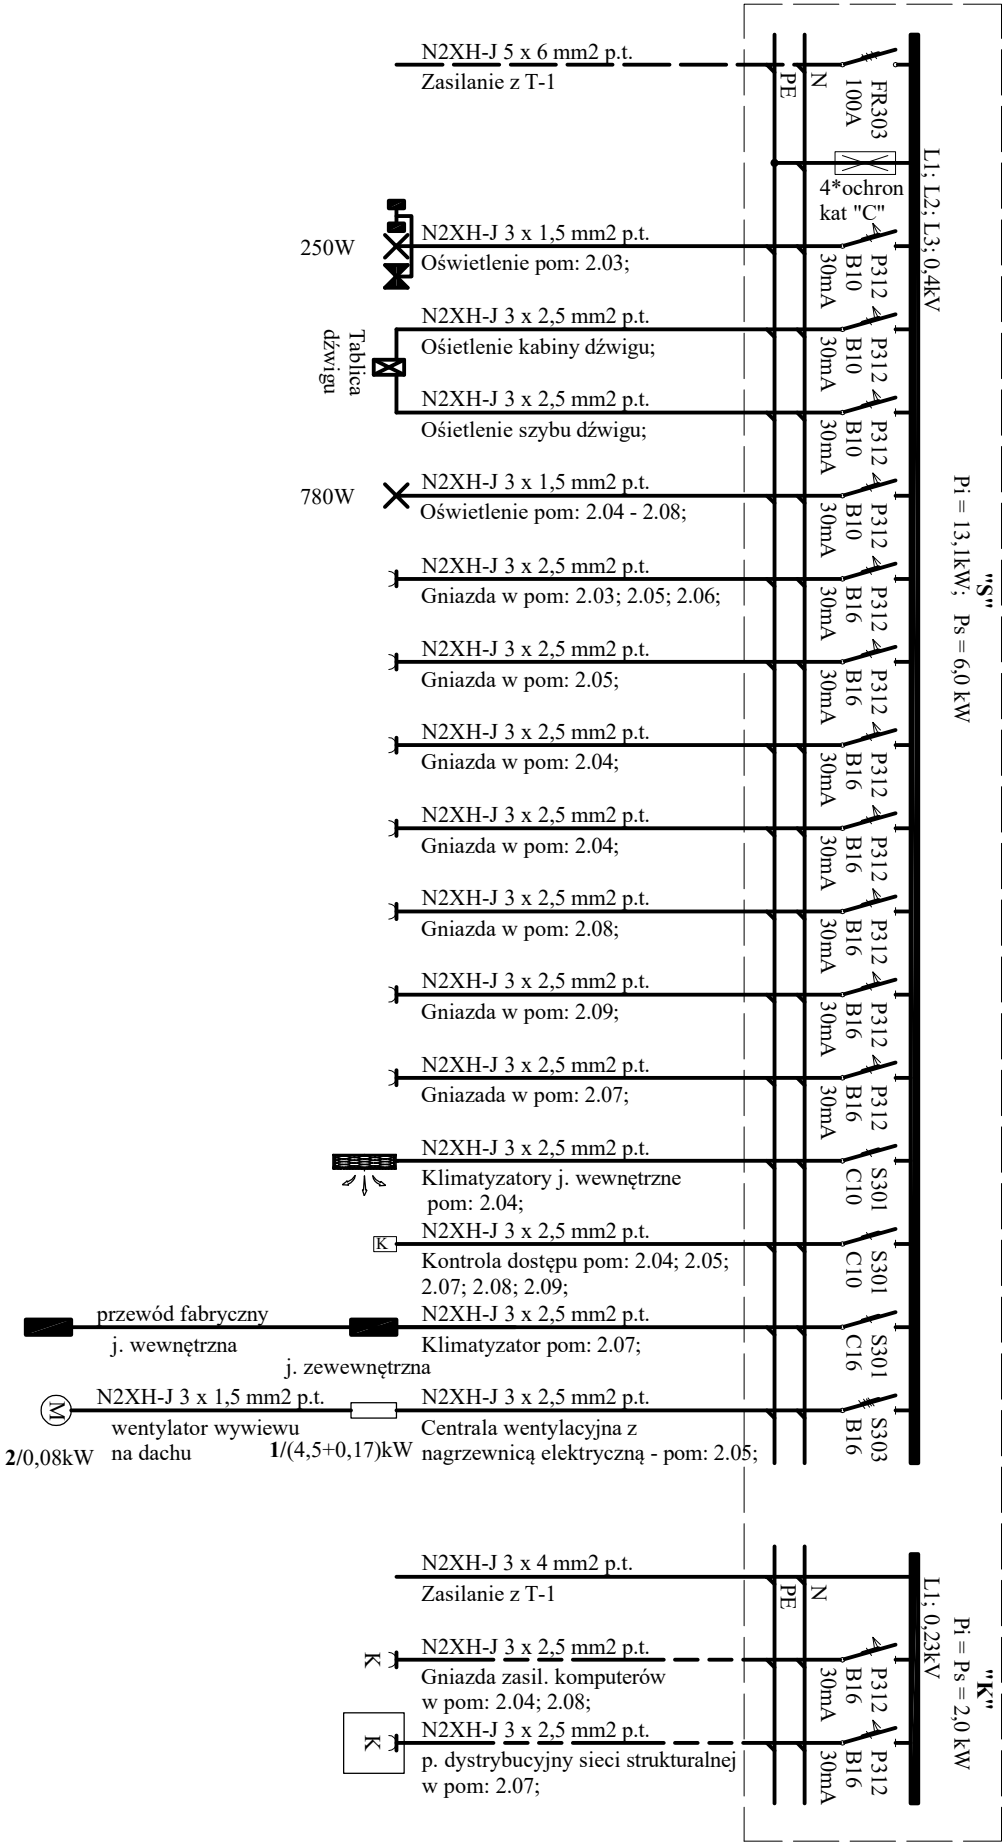 N2XH-J 5 x 6 mm2 p.t.
Zasilanie z T-1
PE
N
FR303
100A
L1; L2; L3; 0,4kV
4*ochron
kat "C"
"S"
Pi = 13,1kW; Ps = 6,0 kW
250W
N2XH-J 3 x 1,5 mm2 p.t.
Oświetlenie pom: 2.03;
P312
B10
30mA
Tablica
dźwigu
N2XH-J 3 x 2,5 mm2 p.t.
Ośietlenie kabiny dźwigu;
P312
B10
30mA
N2XH-J 3 x 2,5 mm2 p.t.
Ośietlenie szybu dźwigu;
P312
B10
30mA
780W
N2XH-J 3 x 1,5 mm2 p.t.
Oświetlenie pom: 2.04 - 2.08;
P312
B10
30mA
N2XH-J 3 x 2,5 mm2 p.t.
Gniazda w pom: 2.03; 2.05; 2.06;
P312
B16
30mA
N2XH-J 3 x 2,5 mm2 p.t.
Gniazda w pom: 2.05;
P312
B16
30mA
N2XH-J 3 x 2,5 mm2 p.t.
Gniazda w pom: 2.04;
P312
B16
30mA
N2XH-J 3 x 2,5 mm2 p.t.
Gniazda w pom: 2.04;
P312
B16
30mA
N2XH-J 3 x 2,5 mm2 p.t.
Gniazda w pom: 2.08;
P312
B16
30mA
N2XH-J 3 x 2,5 mm2 p.t.
Gniazda w pom: 2.09;
P312
B16
30mA
N2XH-J 3 x 2,5 mm2 p.t.
Gniazada w pom: 2.07;
P312
B16
30mA
N2XH-J 3 x 2,5 mm2 p.t.
Klimatyzatory j. wewnętrzne
pom: 2.04;
S301
C10
K
N2XH-J 3 x 2,5 mm2 p.t.
Kontrola dostępu pom: 2.04; 2.05;
2.07; 2.08; 2.09;
S301
C10
przewód fabryczny
j. wewnętrzna
j. zewewnętrzna
N2XH-J 3 x 2,5 mm2 p.t.
Klimatyzator pom: 2.07;
S301
C16
M
2/0,08kW
N2XH-J 3 x 1,5 mm2 p.t.
wentylator wywiewu
na dachu
1/(4,5+0,17)kW
N2XH-J 3 x 2,5 mm2 p.t.
Centrala wentylacyjna z
nagrzewnicą elektryczną - pom: 2.05;
S303
B16
N2XH-J 3 x 4 mm2 p.t.
Zasilanie z T-1
PE
N
L1; 0,23kV
"K"
Pi = Ps = 2,0 kW
K
N2XH-J 3 x 2,5 mm2 p.t.
Gniazda zasil. komputerów
w pom: 2.04; 2.08;
P312
B16
30mA
K
N2XH-J 3 x 2,5 mm2 p.t.
p. dystrybucyjny sieci strukturalnej
w pom: 2.07;
P312
B16
30mA